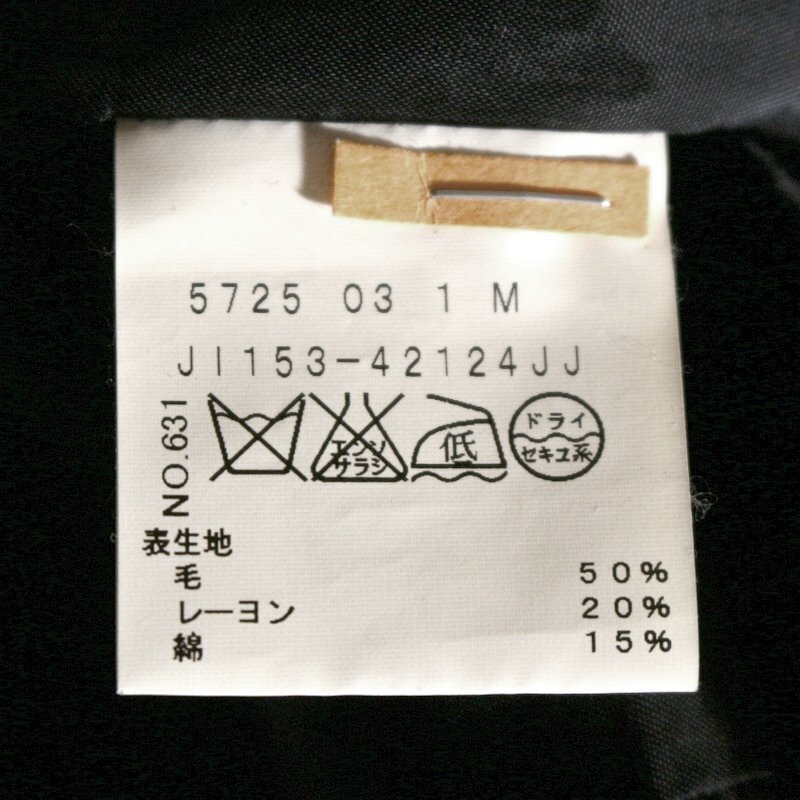 5725 03 1 M
JI153-42124JJ
NO.631
エンソ
サラシ
低
ドライ
セキユ系
表生地
毛 50%
レーヨン 20%
綿 15%